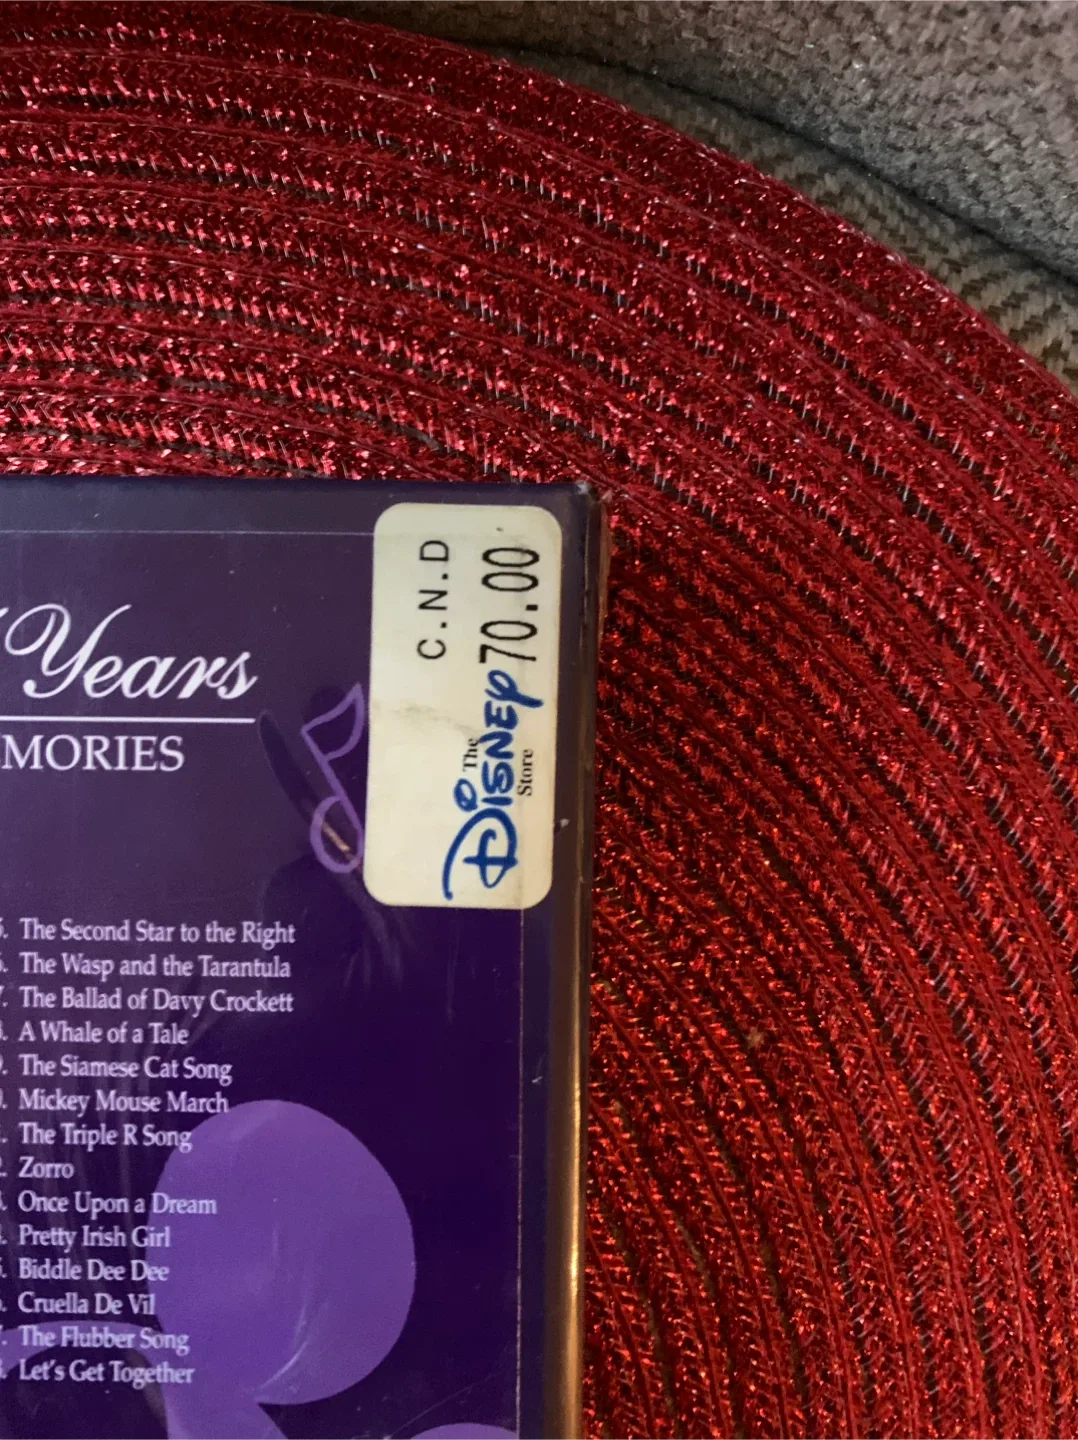 Years
MORIES
C.N.D
70.00
The
Disney
Store
The Second Star to the Right
The Wasp and the Tarantula
The Ballad of Davy Crockett
A Whale of a Tale
The Siamese Cat Song
Mickey Mouse March
The Triple R Song
Zorro
Once Upon a Dream
Pretty Irish Girl
Biddle Dee Dee
Cruella De Vil
The Flubber Song
Let's Get Together